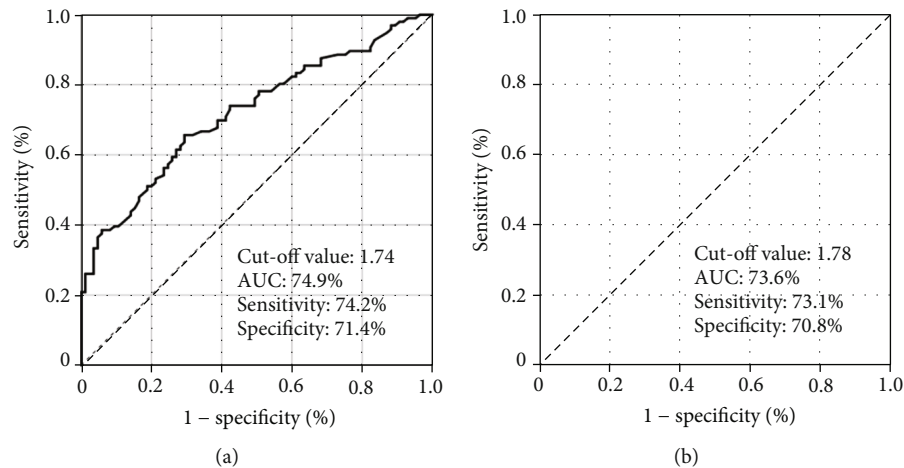 1.0
0.8
0.6
0.4
0.2
0
Sensitivity (%)
Cut-off value: 1.74
AUC: 74.9%
Sensitivity: 74.2%
Specificity: 71.4%
0 0.2 0.4 0.6 0.8 1.0
1 − specificity (%)
(a)
1.0
0.8
0.6
0.4
0.2
0
Sensitivity (%)
Cut-off value: 1.78
AUC: 73.6%
Sensitivity: 73.1%
Specificity: 70.8%
0 0.2 0.4 0.6 0.8 1.0
1 − specificity (%)
(b)